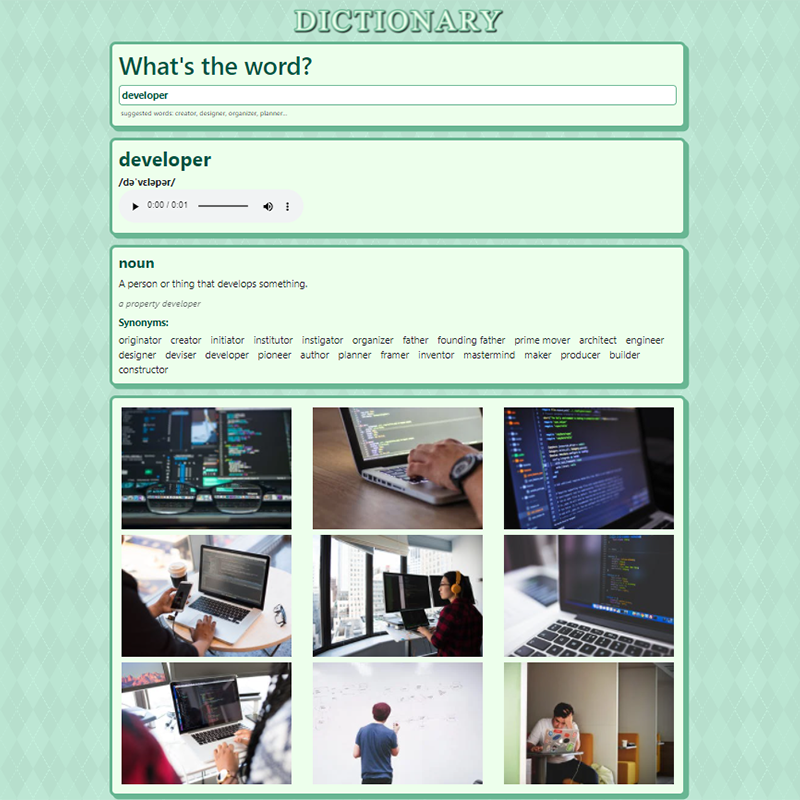 DICTIONARY
What's the word?
developer
suggested words: creator, designer, organizer, planner...
developer
/dəˈvɛləpər/
0:00 / 0:01
noun
A person or thing that develops something.
a property developer
Synonyms:
originator creator initiator institutor instigator organizer father founding father prime mover architect engineer
designer deviser developer pioneer author planner framer inventor mastermind maker producer builder
constructor